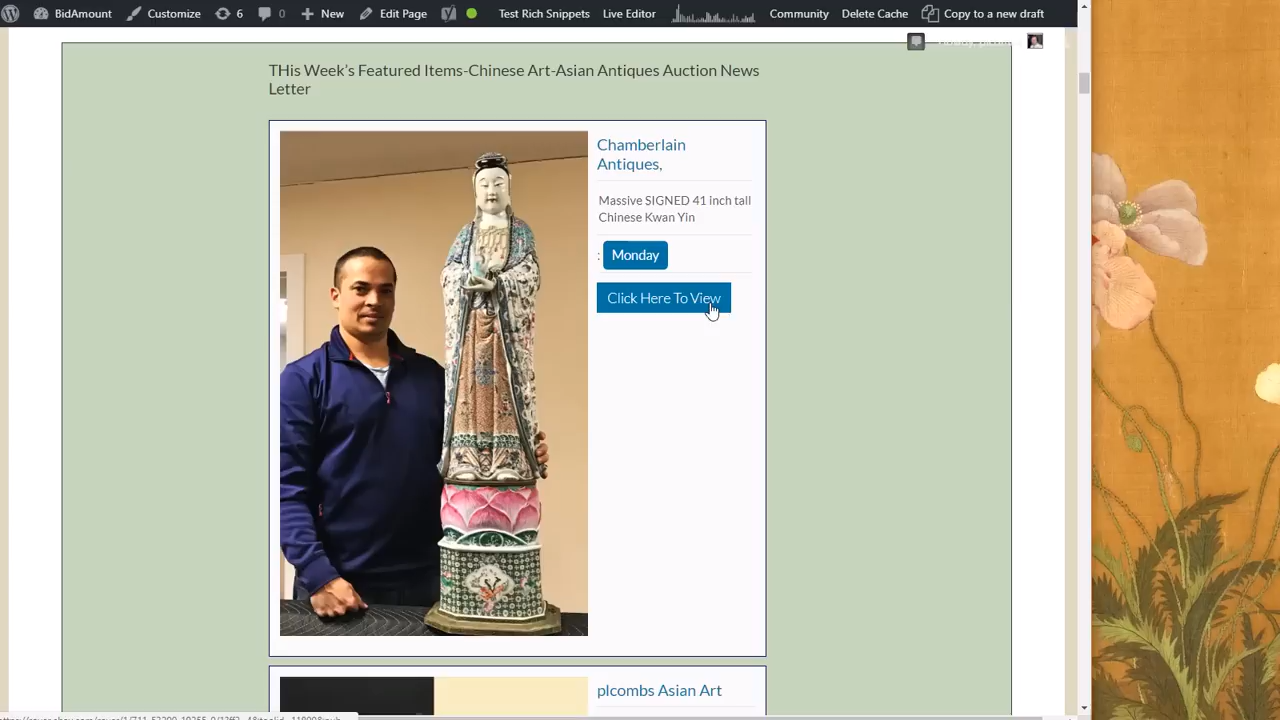 BidAmount
Customize
6
0
New
Edit Page
Test Rich Snippets
Live Editor
Community
Delete Cache
Copy to a new draft
THis Week's Featured Items-Chinese Art-Asian Antiques Auction News
Letter
Chamberlain
Antiques,
Massive SIGNED 41 inch tall
Chinese Kwan Yin
: Monday
Click Here To View
plcombs Asian Art